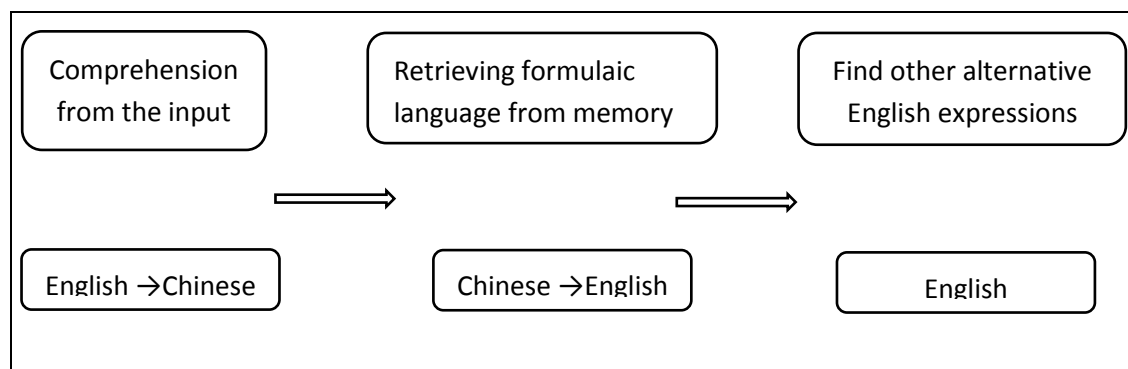 Comprehension
from the input
Retrieving formulaic
language from memory
Find other alternative
English expressions
English →Chinese
Chinese →English
English